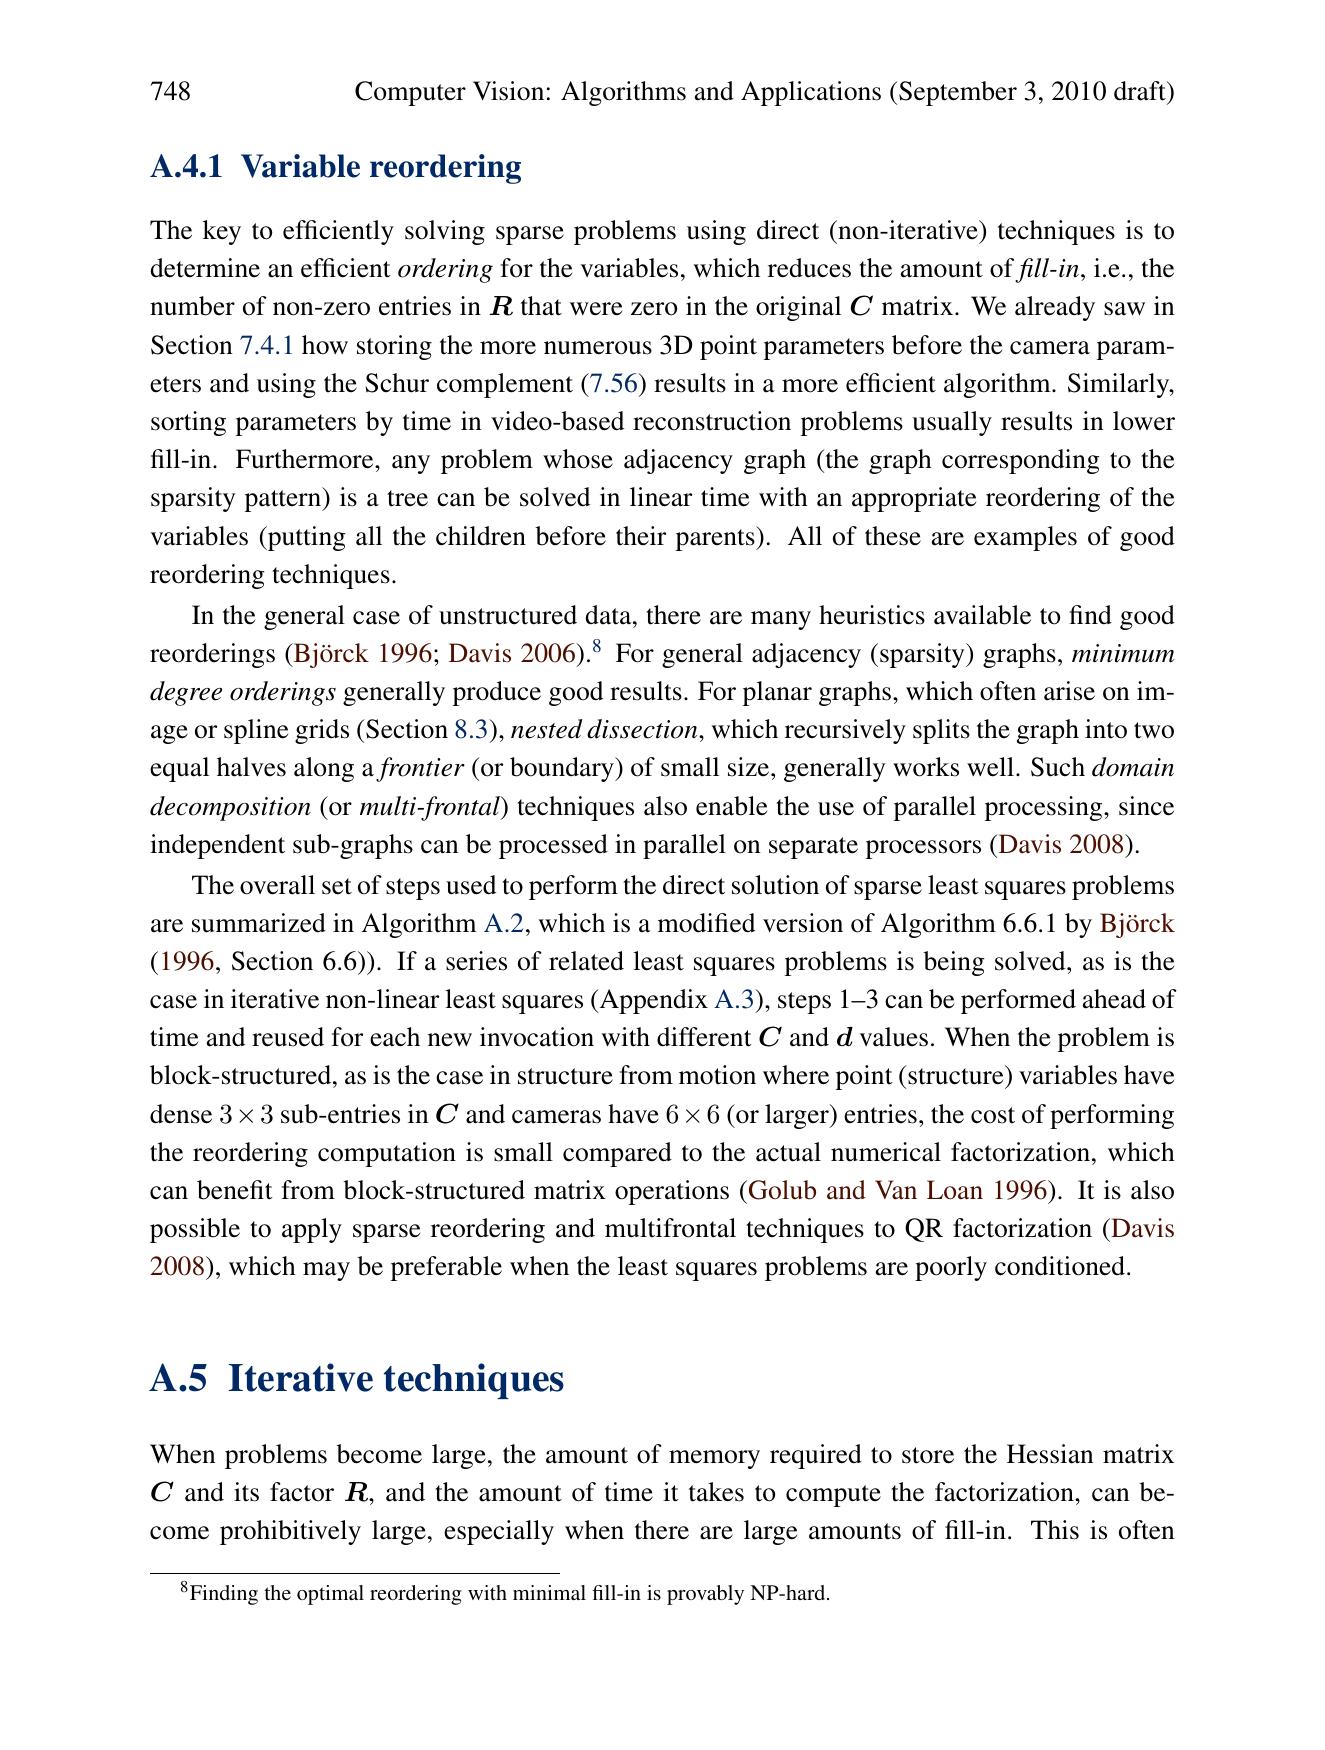 748 Computer Vision: Algorithms and Applications (September 3, 2010 draft)
A.4.1 Variable reordering
The key to efficiently solving sparse problems using direct (non-iterative) techniques is to
determine an efficient ordering for the variables, which reduces the amount of fill-in, i.e., the
number of non-zero entries in R that were zero in the original C matrix. We already saw in
Section 7.4.1 how storing the more numerous 3D point parameters before the camera param-
eters and using the Schur complement (7.56) results in a more efficient algorithm. Similarly,
sorting parameters by time in video-based reconstruction problems usually results in lower
fill-in. Furthermore, any problem whose adjacency graph (the graph corresponding to the
sparsity pattern) is a tree can be solved in linear time with an appropriate reordering of the
variables (putting all the children before their parents). All of these are examples of good
reordering techniques.
In the general case of unstructured data, there are many heuristics available to find good
reorderings (Björck 1996; Davis 2006).8 For general adjacency (sparsity) graphs, minimum
degree orderings generally produce good results. For planar graphs, which often arise on im-
age or spline grids (Section 8.3), nested dissection, which recursively splits the graph into two
equal halves along a frontier (or boundary) of small size, generally works well. Such domain
decomposition (or multi-frontal) techniques also enable the use of parallel processing, since
independent sub-graphs can be processed in parallel on separate processors (Davis 2008).
The overall set of steps used to perform the direct solution of sparse least squares problems
are summarized in Algorithm A.2, which is a modified version of Algorithm 6.6.1 by Björck
(1996, Section 6.6)). If a series of related least squares problems is being solved, as is the
case in iterative non-linear least squares (Appendix A.3), steps 1–3 can be performed ahead of
time and reused for each new invocation with different C and d values. When the problem is
block-structured, as is the case in structure from motion where point (structure) variables have
dense 3 × 3 sub-entries in C and cameras have 6 × 6 (or larger) entries, the cost of performing
the reordering computation is small compared to the actual numerical factorization, which
can benefit from block-structured matrix operations (Golub and Van Loan 1996). It is also
possible to apply sparse reordering and multifrontal techniques to QR factorization (Davis
2008), which may be preferable when the least squares problems are poorly conditioned.
A.5 Iterative techniques
When problems become large, the amount of memory required to store the Hessian matrix
C and its factor R, and the amount of time it takes to compute the factorization, can be-
come prohibitively large, especially when there are large amounts of fill-in. This is often
8Finding the optimal reordering with minimal fill-in is provably NP-hard.